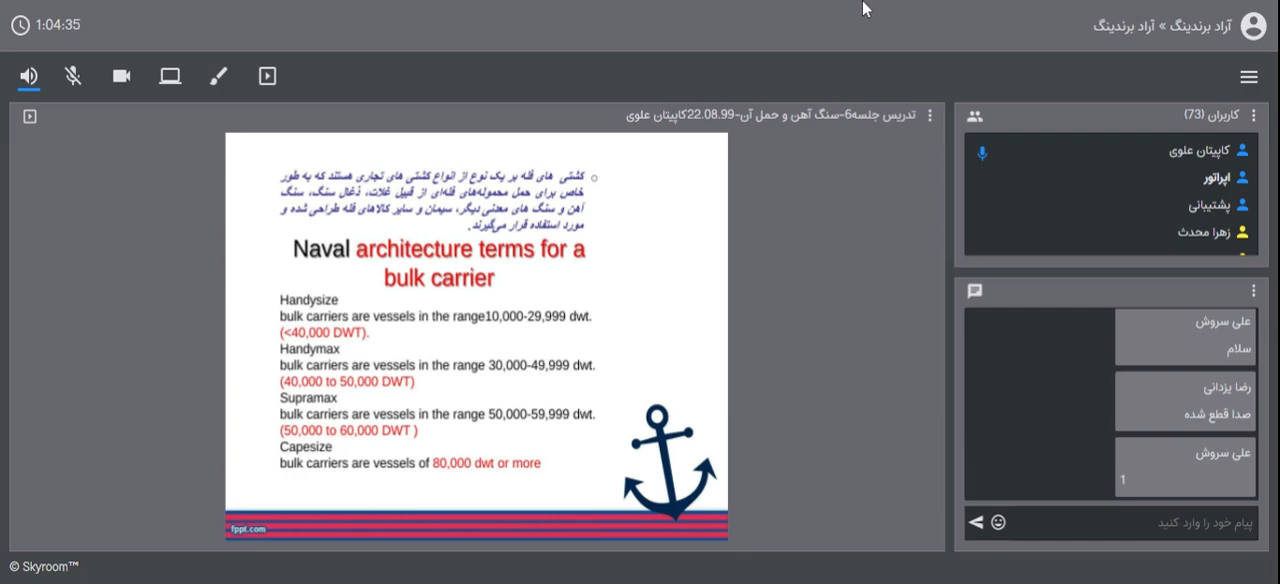 1:04:35
آراد برندینگ » آراد برندینگ
تدریس جلسه6-سنگ آهن و حمل آن-22.08.99کاپیتان علوی
کشتی های فله بر یک نوع از انواع کشتی های تجاری هستند که به طور
خاص برای حمل محموله‌های فله‌ای از قبیل غلات، ذغال سنگ، سنگ
آهن و سنگ های معدنی دیگر، سیمان و سایر کالاهای فله طراحی شده و
مورد استفاده قرار می‌گیرند.
Naval architecture terms for a
bulk carrier
Handysize
bulk carriers are vessels in the range10,000-29,999 dwt.
(<40,000 DWT).
Handymax
bulk carriers are vessels in the range 30,000-49,999 dwt.
(40,000 to 50,000 DWT)
Supramax
bulk carriers are vessels in the range 50,000-59,999 dwt.
(50,000 to 60,000 DWT )
Capesize
bulk carriers are vessels of 80,000 dwt or more
fppt.com
کاربران (73)
کاپیتان علوی
اپراتور
پشتیبانی
زهرا محدث
علی سروش
سلام
رضا یزدانی
صدا قطع شده
علی سروش
1
پیام خود را وارد کنید
© Skyroom™